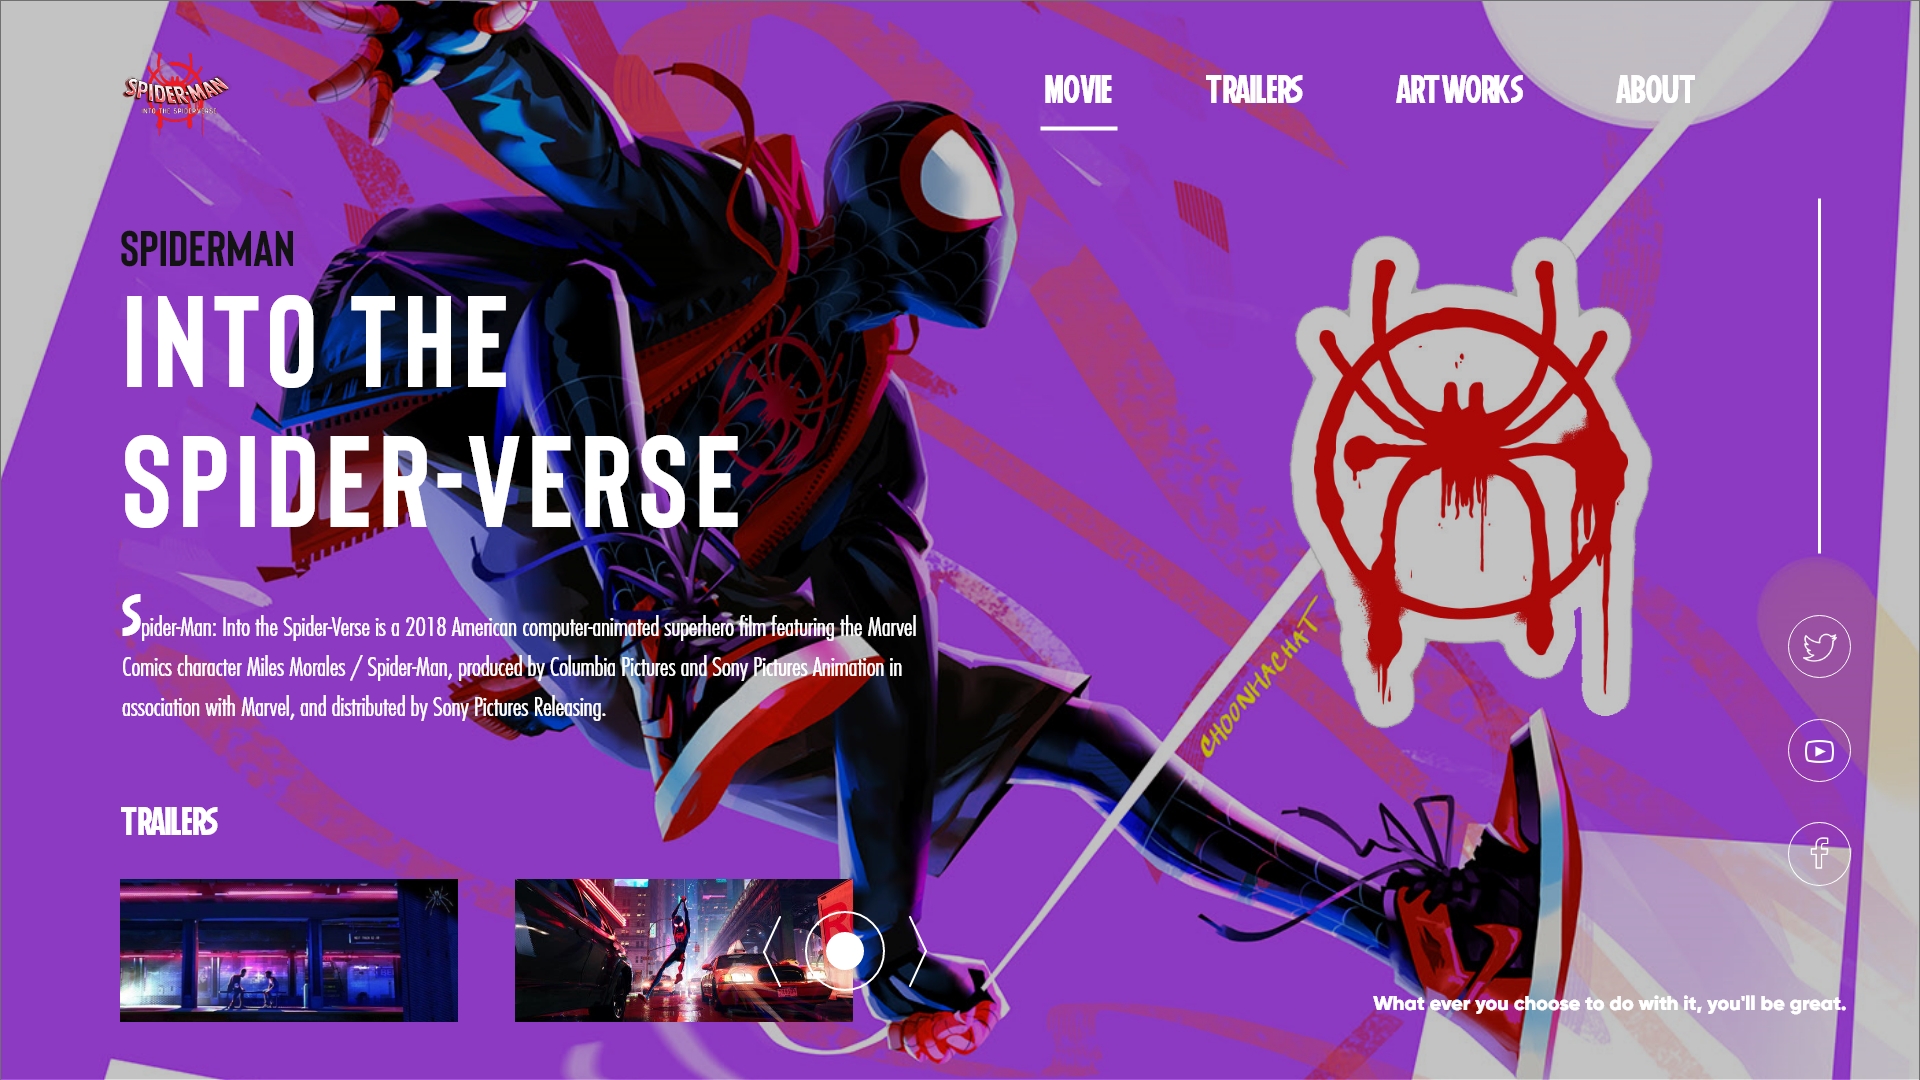 SPIDER-MAN
INTO THE SPIDER-VERSE
MOVIE TRAILERS ARTWORKS ABOUT
SPIDERMAN
INTO THE
SPIDER-VERSE
Spider-Man: Into the Spider-Verse is a 2018 American computer-animated superhero film featuring the Marvel
Comics character Miles Morales / Spider-Man, produced by Columbia Pictures and Sony Pictures Animation in
association with Marvel, and distributed by Sony Pictures Releasing.
CHOONHACHAT
TRAILERS
What ever you choose to do with it, you'll be great.